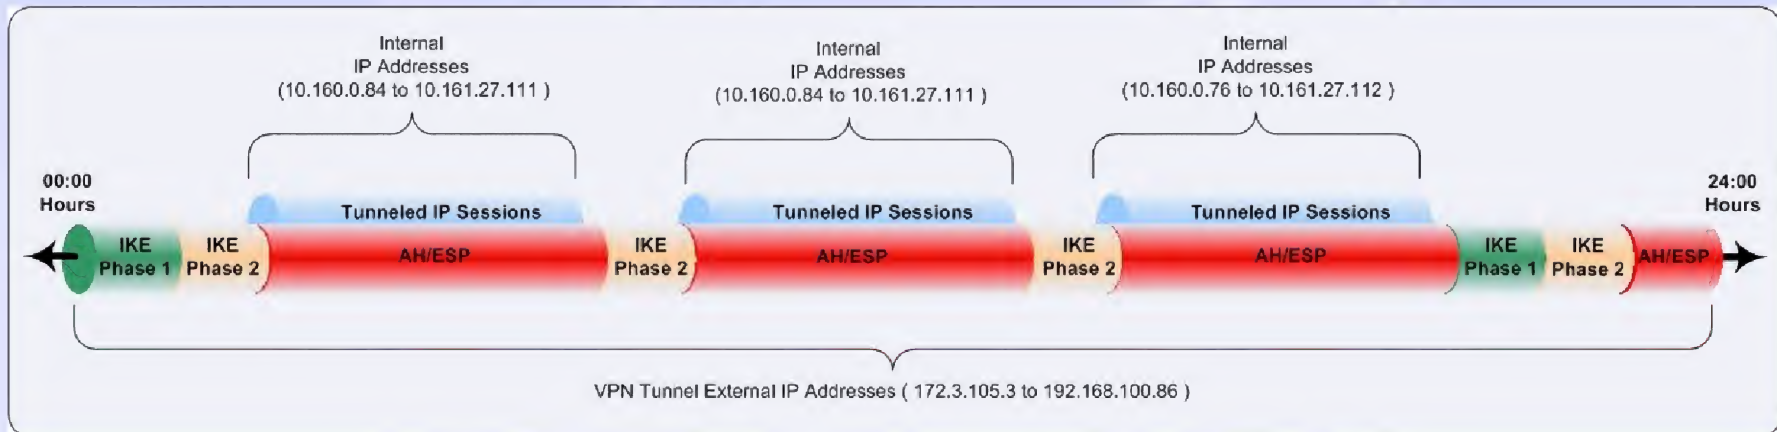 Internal
IP Addresses
(10.160.0.84 to 10.161.27.111 )
Internal
IP Addresses
(10.160.0.84 to 10.161.27.111 )
Internal
IP Addresses
(10.160.0.76 to 10.161.27.112 )
00:00
Hours
24:00
Hours
Tunneled IP Sessions
Tunneled IP Sessions
Tunneled IP Sessions
IKE
Phase 1
IKE
Phase 2
AH/ESP
IKE
Phase 2
AH/ESP
IKE
Phase 2
AH/ESP
IKE
Phase 1
IKE
Phase 2
AH/ESP
VPN Tunnel External IP Addresses ( 172.3.105.3 to 192.168.100.86 )